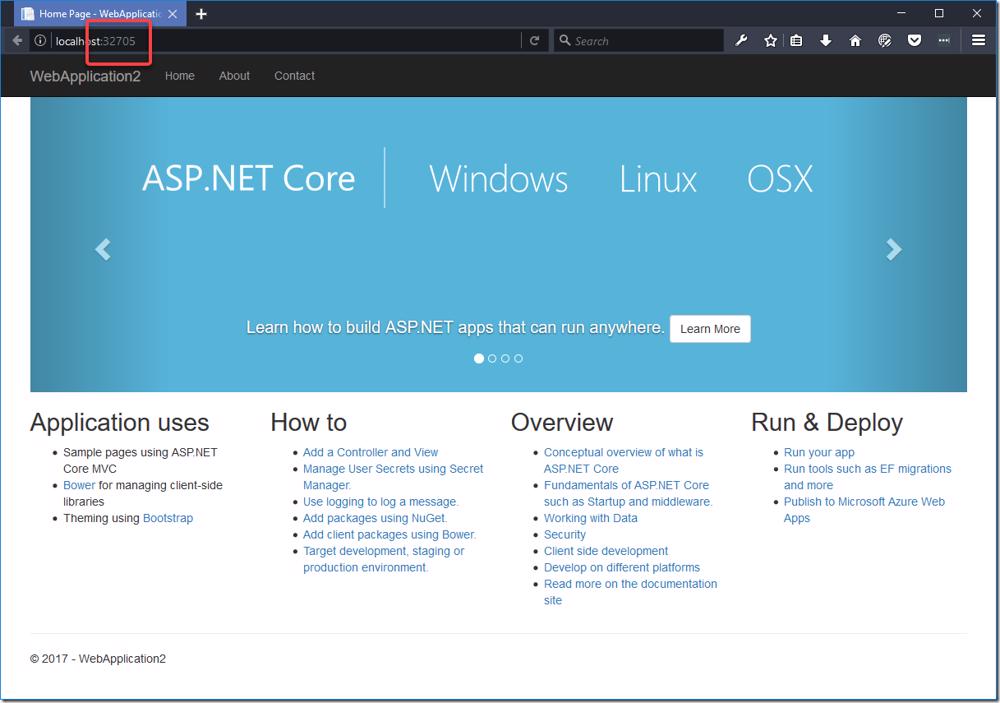 Home Page - WebApplicatio
localhost:32705
Search
WebApplication2 Home About Contact
ASP.NET Core Windows Linux OSX
Learn how to build ASP.NET apps that can run anywhere. Learn More
Application uses
Sample pages using ASP.NET
Core MVC
Bower for managing client-side
libraries
Theming using Bootstrap
How to
Add a Controller and View
Manage User Secrets using Secret
Manager.
Use logging to log a message.
Add packages using NuGet.
Add client packages using Bower.
Target development, staging or
production environment.
Overview
Conceptual overview of what is
ASP.NET Core
Fundamentals of ASP.NET Core
such as Startup and middleware.
Working with Data
Security
Client side development
Develop on different platforms
Read more on the documentation
site
Run & Deploy
Run your app
Run tools such as EF migrations
and more
Publish to Microsoft Azure Web
Apps
© 2017 - WebApplication2